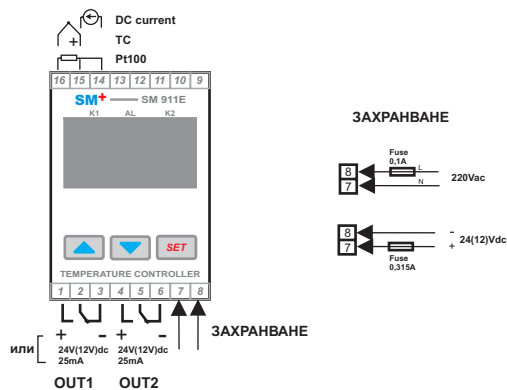 DC current
TC
+
Pt100
16 15 14 13 12 11 10 9
SM+ SM 911E
K1 AL K2
SET
TEMPERATURE CONTROLLER
1 2 3 4 5 6 7 8
ЗАХРАНВАНЕ
+ - + -
или
24V(12V)dc 24V(12V)dc
25mA 25mA
OUT1 OUT2
ЗАХРАНВАНЕ
Fuse
0,1A
8 L
7 N
220Vac
8 -
7 +
24(12)Vdc
Fuse
0,315A